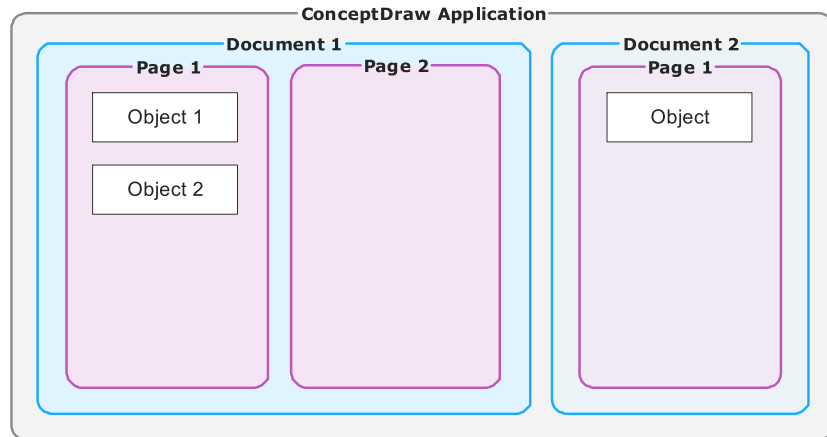 ConceptDraw Application
Document 1
Document 2
Page 1
Page 2
Page 1
Object 1
Object
Object 2